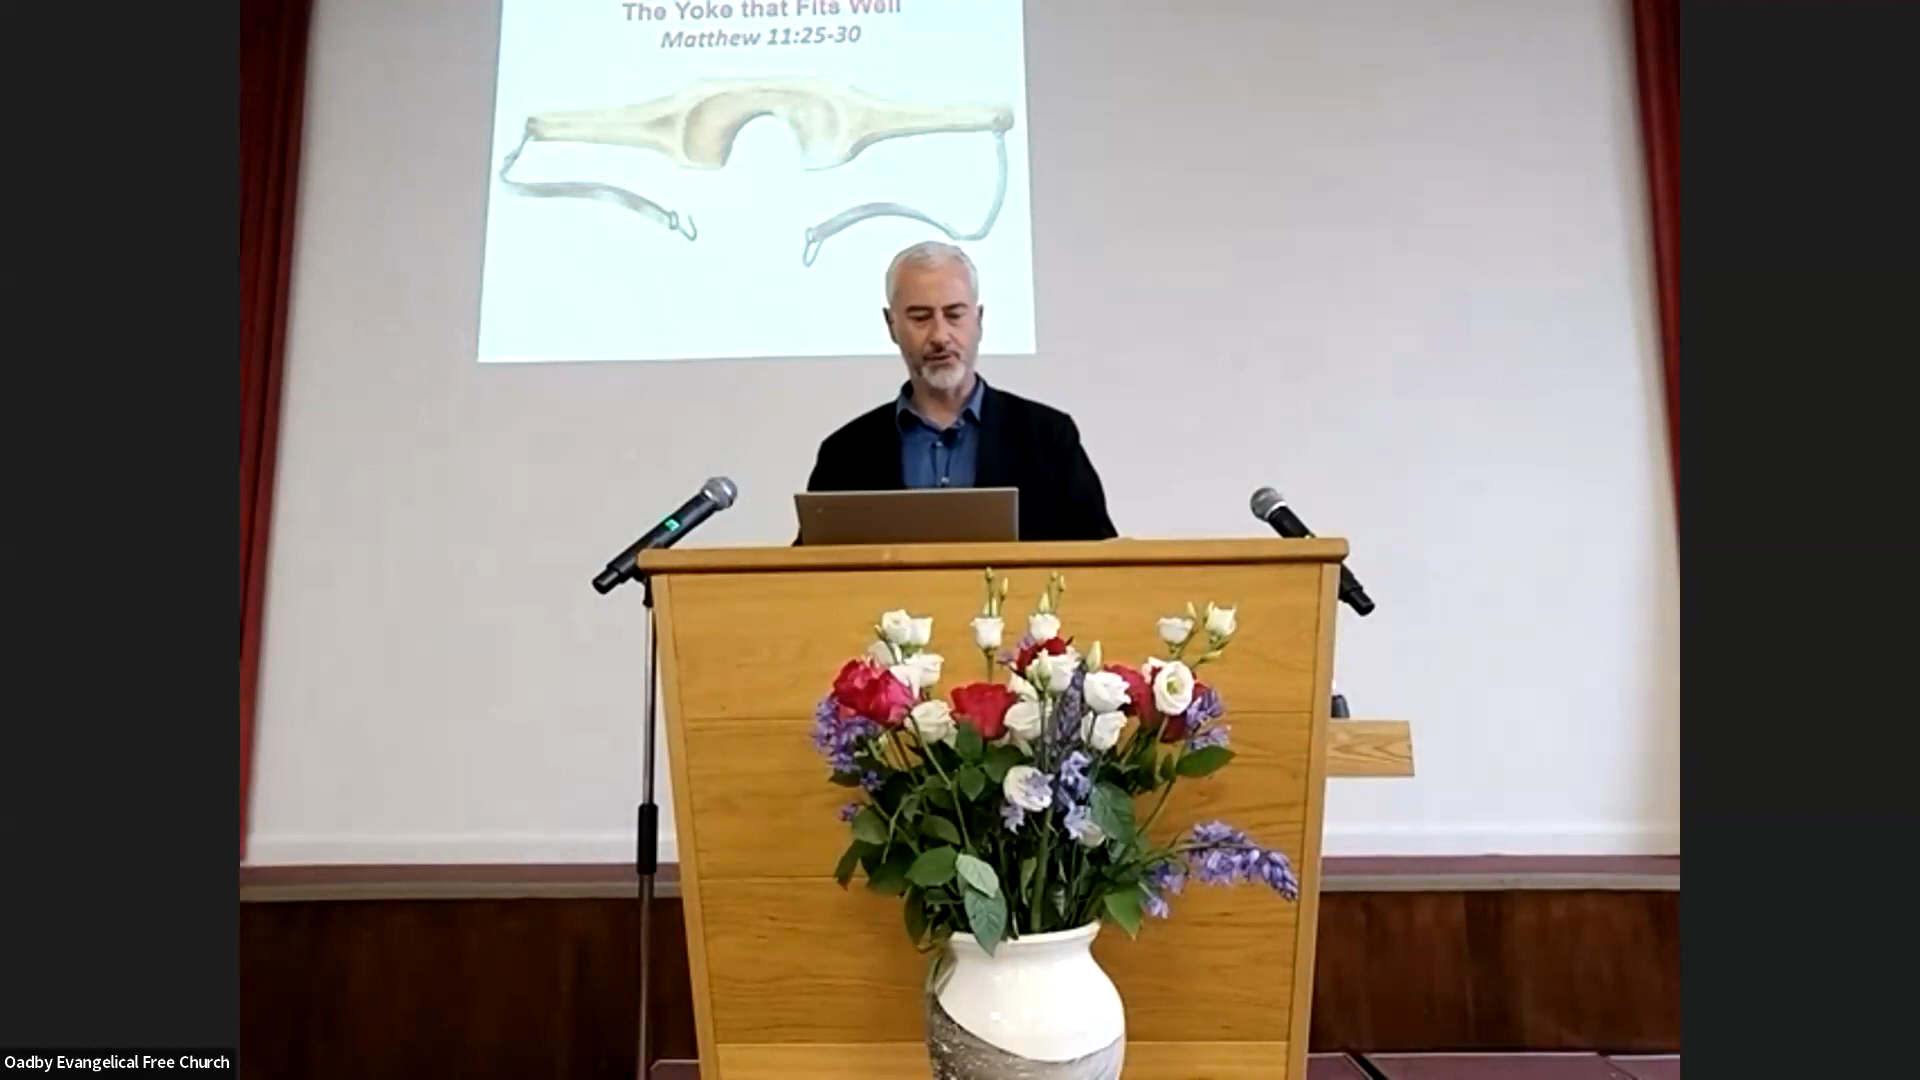 The Yoke that Fits Well
Matthew 11:25-30
Oadby Evangelical Free Church